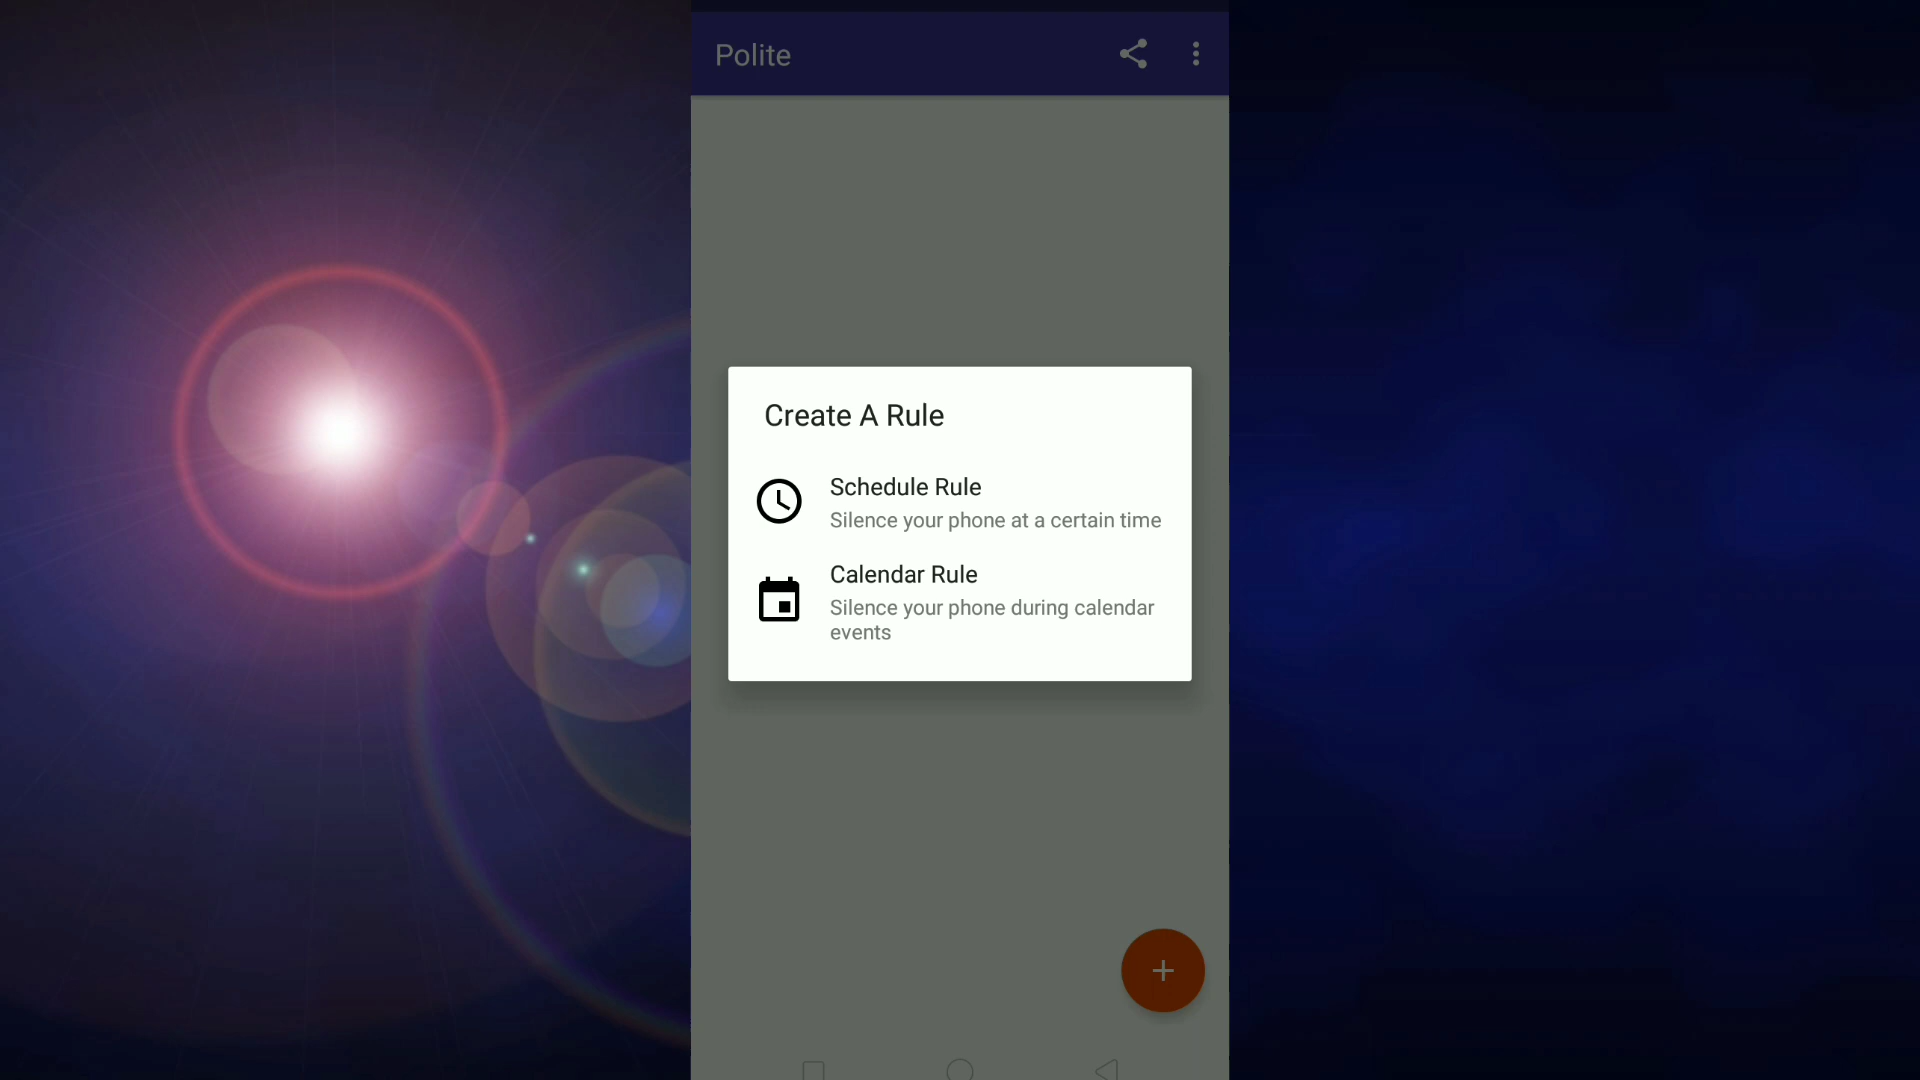 Polite
Create A Rule
Schedule Rule
Silence your phone at a certain time
Calendar Rule
Silence your phone during calendar
events